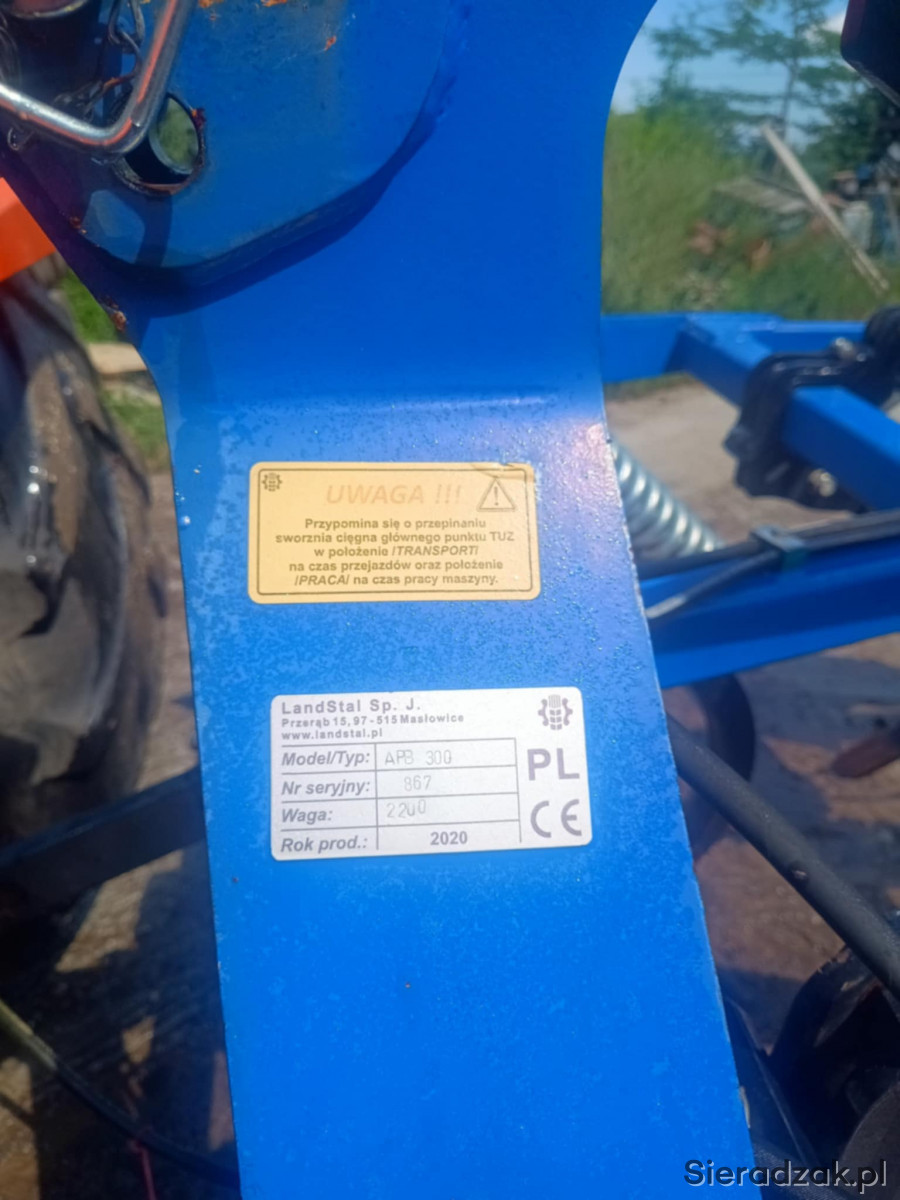 UWAGA !!!
Przypomina się o przepinaniu
sworznia cięgna głównego punktu TUZ
w położenie /TRANSPORT/
na czas przejazdów oraz położenie
/PRACA/ na czas pracy maszyny.
LandStal Sp. J.
Przerąb 15, 97-515 Masłowice
www.landstal.pl
Model/Typ: APB 300
Nr seryjny: 867
Waga: 2200
Rok prod.: 2020
PL
CE
Sieradzak.pl